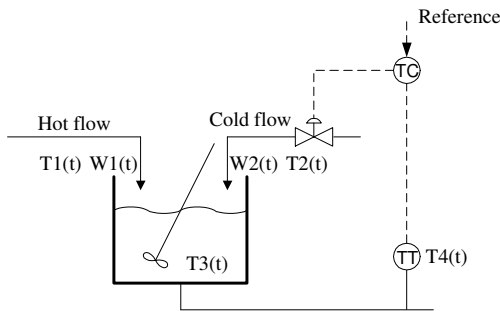 Reference
TC
Hot flow
Cold flow
T1(t) W1(t)
W2(t) T2(t)
T3(t)
TT
T4(t)